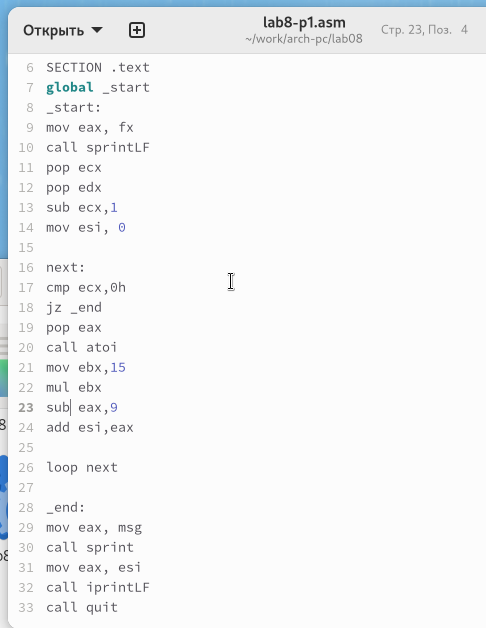 Открыть
lab8-p1.asm
~/work/arch-pc/lab08
Стр. 23, Поз. 4
6 SECTION .text
7 global _start
8 _start:
9 mov eax, fx
10 call sprintLF
11 pop ecx
12 pop edx
13 sub ecx,1
14 mov esi, 0
15
16 next:
17 cmp ecx,0h
18 jz _end
19 pop eax
20 call atoi
21 mov ebx,15
22 mul ebx
23 sub eax,9
24 add esi,eax
25
26 loop next
27
28 _end:
29 mov eax, msg
30 call sprint
31 mov eax, esi
32 call iprintLF
33 call quit